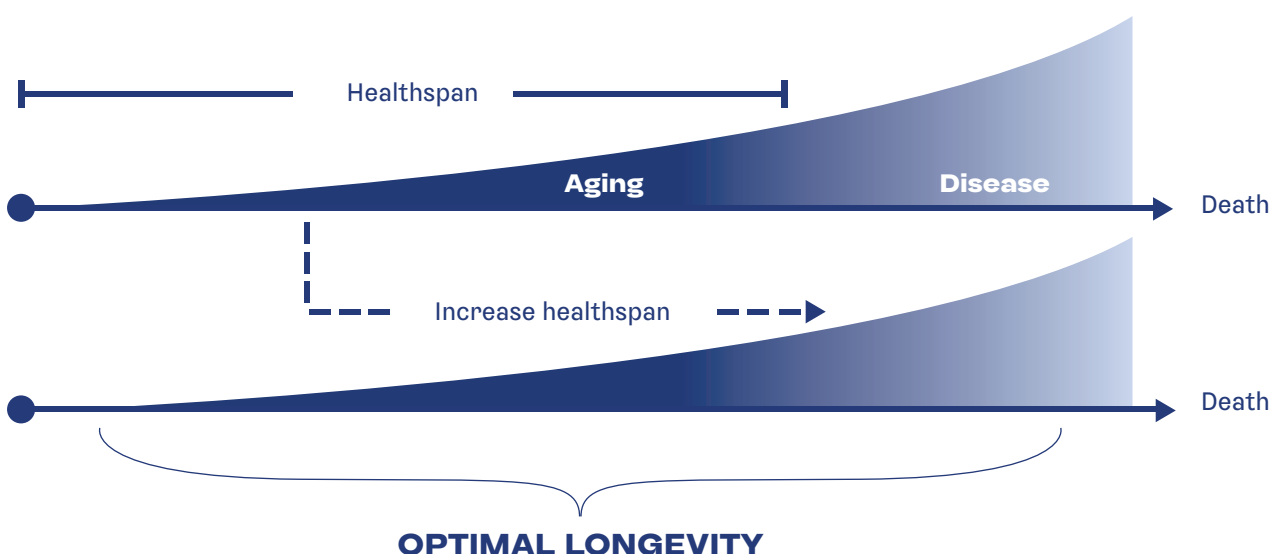 Healthspan
Aging
Disease
Death
Increase healthspan
Death
OPTIMAL LONGEVITY